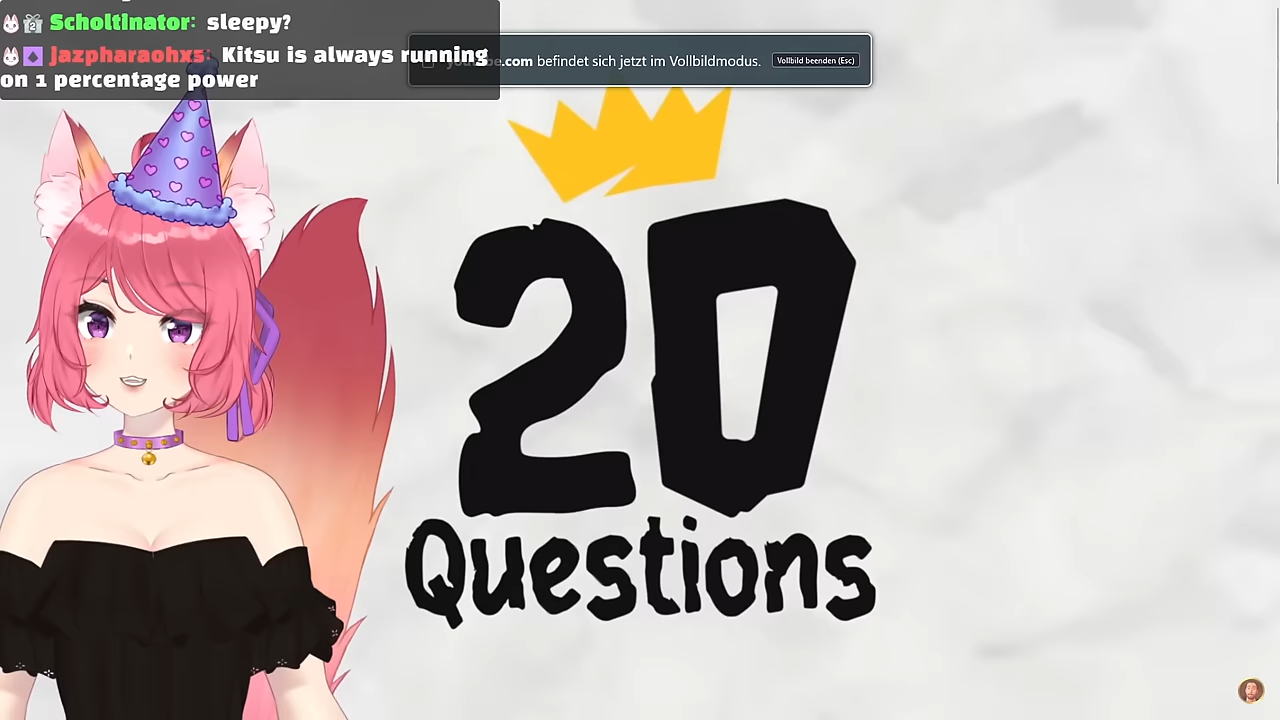 Scholtinator: sleepy?
Jazpharaohxs: Kitsu is always running
on 1 percentage power
.com befindet sich jetzt im Vollbildmodus.
Vollbild beenden (Esc)
20
Questions